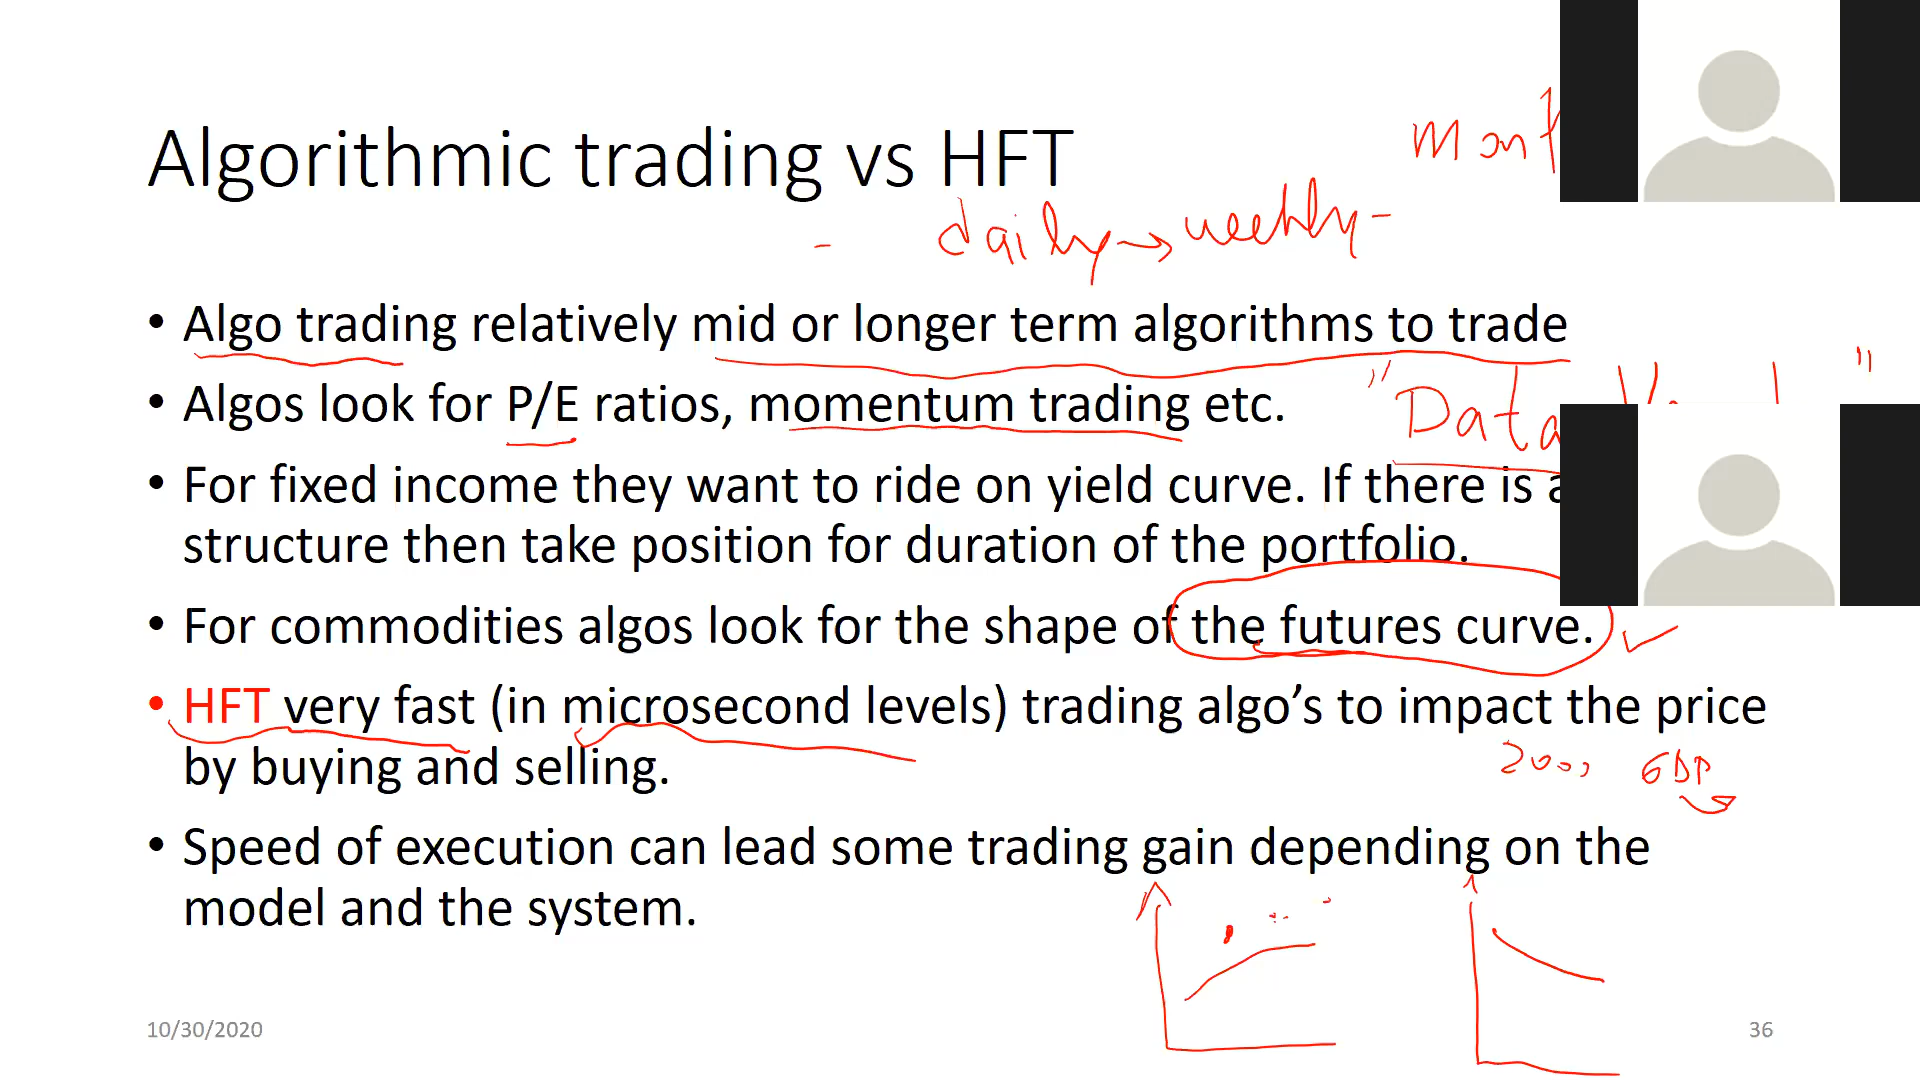 Algorithmic trading vs HFT
daily → weekly -
• Algo trading relatively mid or longer term algorithms to trade
• Algos look for P/E ratios, momentum trading etc.
"Data
• For fixed income they want to ride on yield curve. If there is a
structure then take position for duration of the portfolio.
• For commodities algos look for the shape of the futures curve.
• HFT very fast (in microsecond levels) trading algo's to impact the price
by buying and selling.
GDP
• Speed of execution can lead some trading gain depending on the
model and the system.
10/30/2020
36